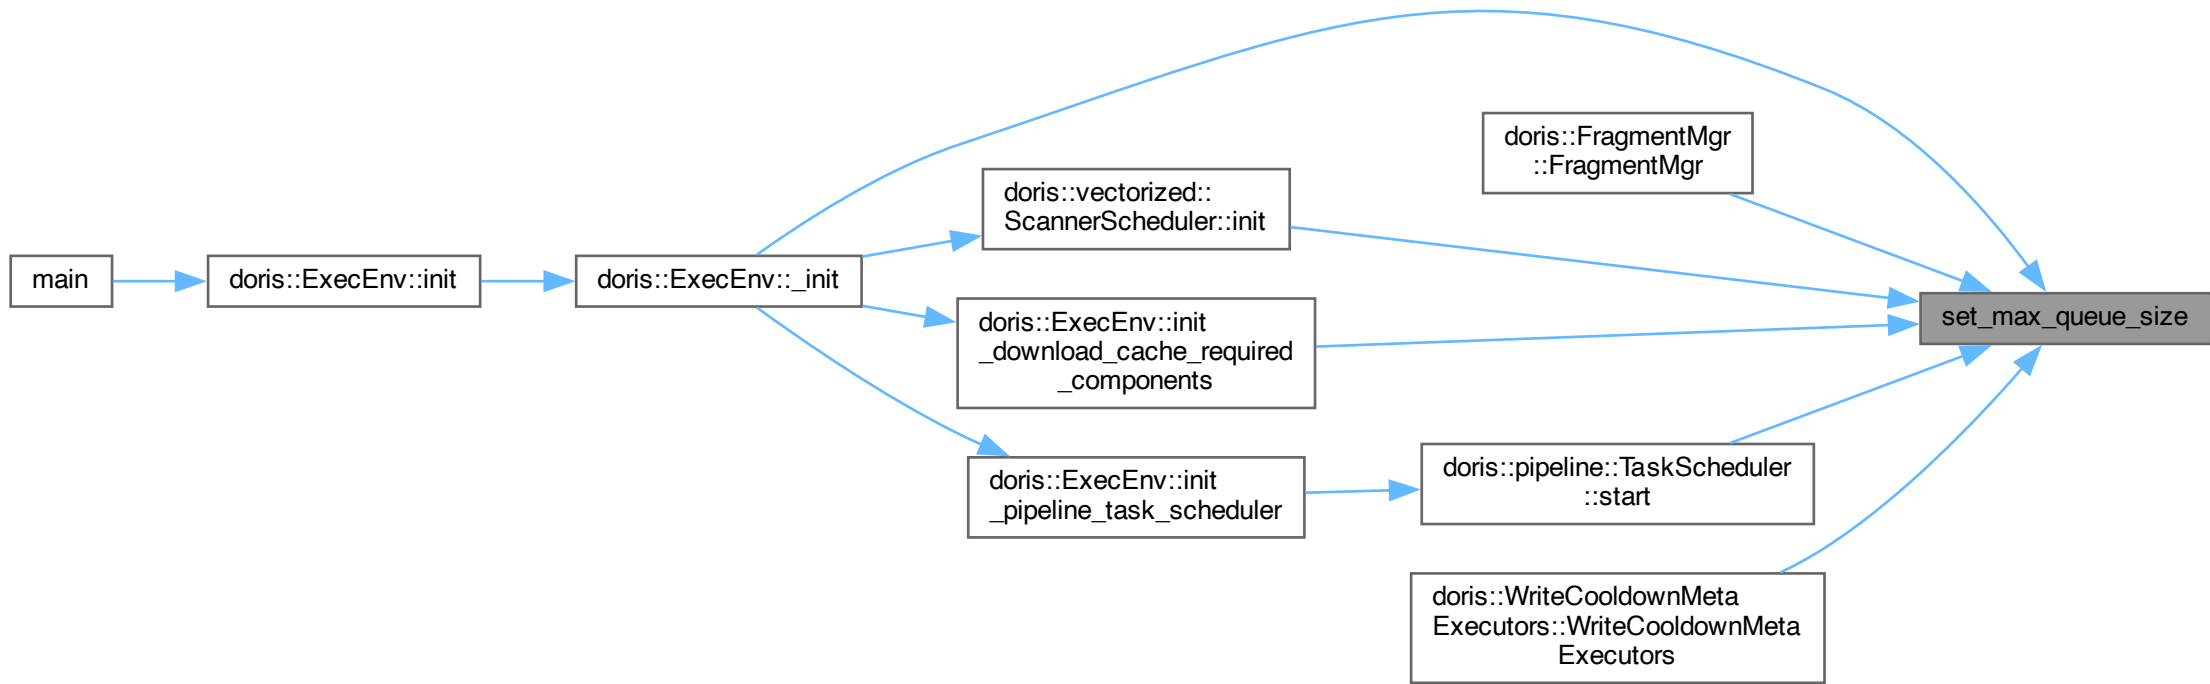 main
doris::ExecEnv::init
doris::ExecEnv::_init
doris::vectorized::
ScannerScheduler::init
doris::ExecEnv::init
_download_cache_required
_components
doris::ExecEnv::init
_pipeline_task_scheduler
doris::FragmentMgr
::FragmentMgr
doris::pipeline::TaskScheduler
::start
doris::WriteCooldownMeta
Executors::WriteCooldownMeta
Executors
set_max_queue_size